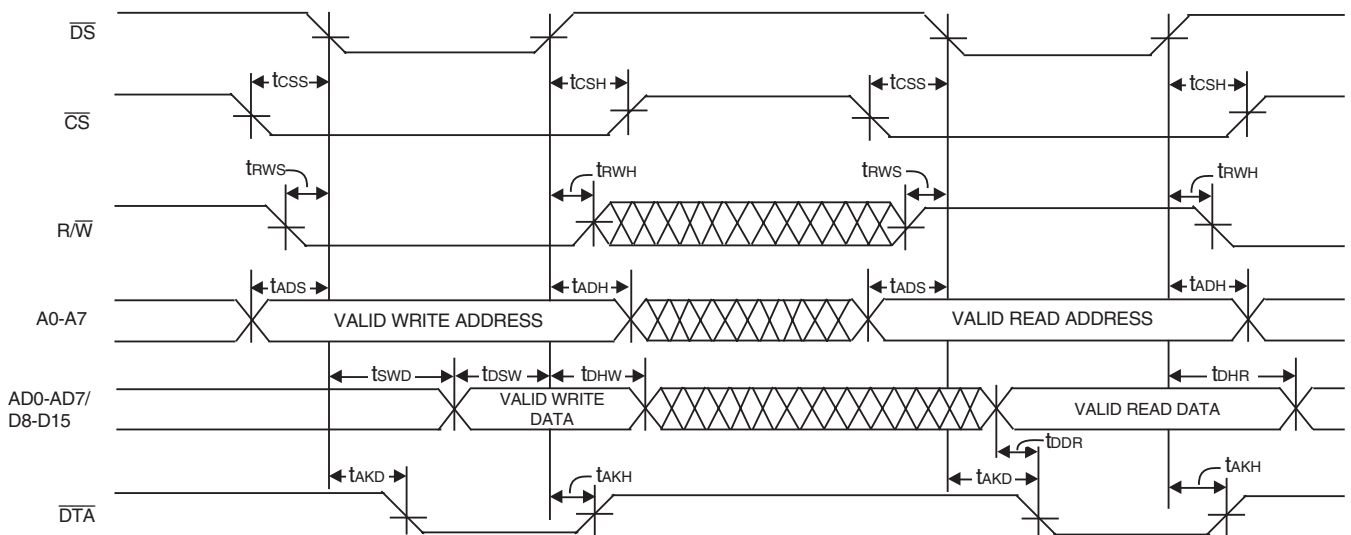 DS
tCSS tCSH tCSS tCSH
CS
tRWS tRWH tRWS tRWH
R/W
tADS tADH tADS tADH
A0-A7 VALID WRITE ADDRESS VALID READ ADDRESS
tSWD tDSW tDHW tDHR
AD0-AD7/
D8-D15
VALID WRITE
DATA
VALID READ DATA
tDDR
tAKD tAKH tAKD tAKH
DTA